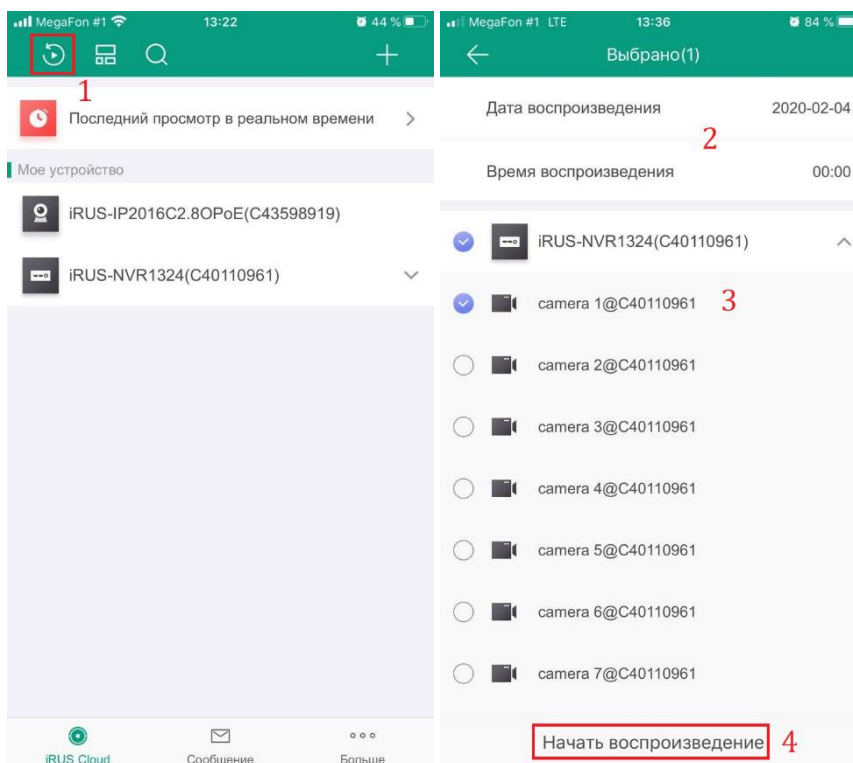 MegaFon #1 13:22 44 %
1
Последний просмотр в реальном времени
Мое устройство
iRUS-IP2016C2.8OPoE(C43598919)
iRUS-NVR1324(C40110961)
iRUS Cloud Сообщение Больше
MegaFon #1 LTE 13:36 84 %
Выбрано(1)
Дата воспроизведения 2020-02-04
2
Время воспроизведения 00:00
iRUS-NVR1324(C40110961)
camera 1@C40110961 3
camera 2@C40110961
camera 3@C40110961
camera 4@C40110961
camera 5@C40110961
camera 6@C40110961
camera 7@C40110961
Начать воспроизведение 4